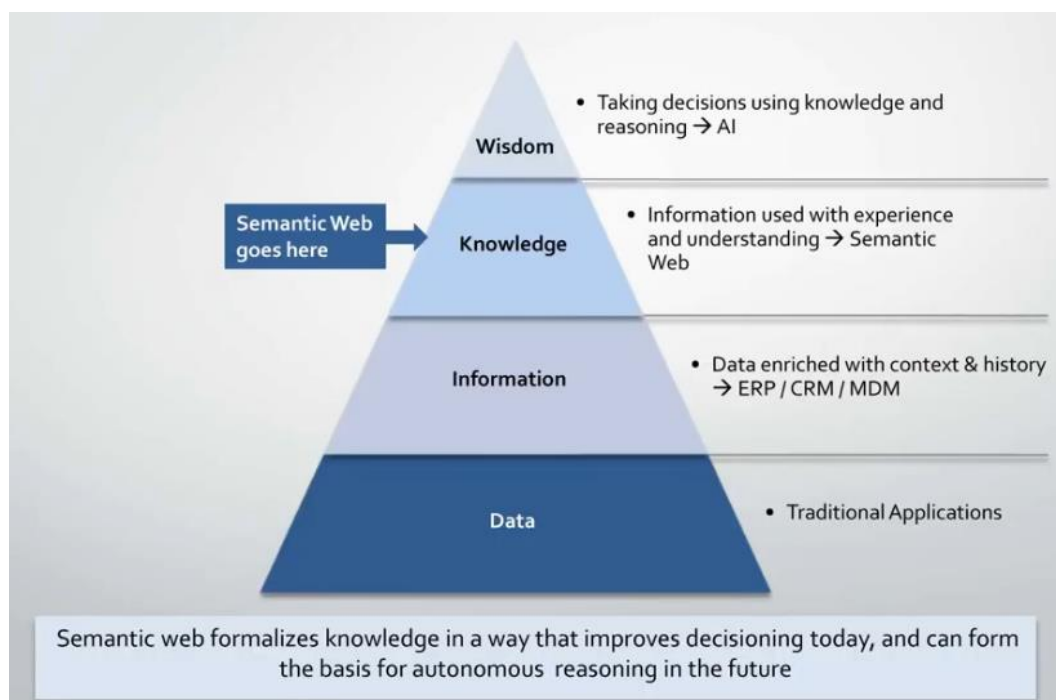 • Taking decisions using knowledge and
reasoning → AI
Wisdom
Semantic Web
goes here
Knowledge
• Information used with experience
and understanding → Semantic
Web
Information
• Data enriched with context & history
→ ERP / CRM / MDM
Data
• Traditional Applications
Semantic web formalizes knowledge in a way that improves decisioning today, and can form
the basis for autonomous reasoning in the future